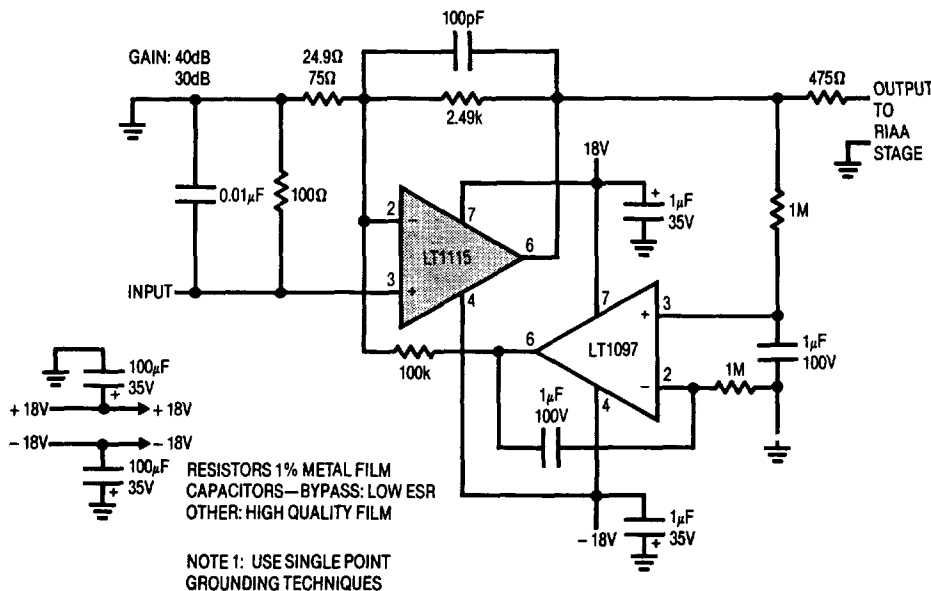 100pF
GAIN: 40dB
30dB
24.9Ω
75Ω
2.49k
475Ω
OUTPUT
TO
RIAA
STAGE
18V
0.01μF
100Ω
2
−
7
+
1μF
35V
1M
LT1115
6
INPUT
3
+
4
7
+
3
6
LT1097
1μF
100V
100k
−
2
1M
4
1μF
100V
100μF
35V
+
+ 18V
+ 18V
− 18V
− 18V
100μF
35V
+
RESISTORS 1% METAL FILM
CAPACITORS—BYPASS: LOW ESR
OTHER: HIGH QUALITY FILM
− 18V
1μF
35V
+
NOTE 1: USE SINGLE POINT
GROUNDING TECHNIQUES